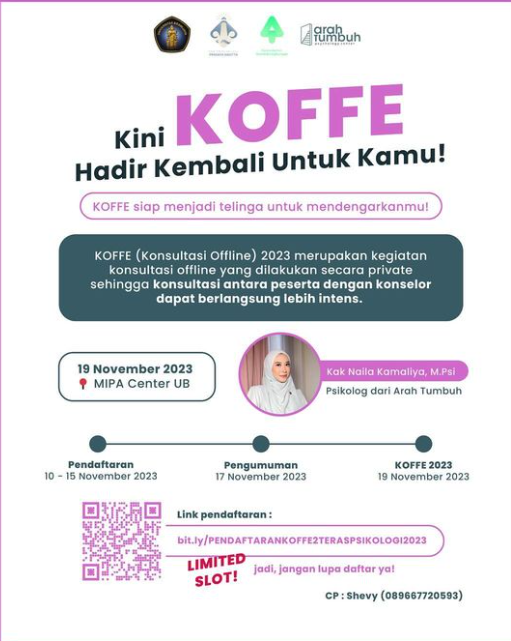 arah
tumbuh
psychology center
Kini KOFFE
Hadir Kembali Untuk Kamu!
KOFFE siap menjadi telinga untuk mendengarkanmu!
KOFFE (Konsultasi Offline) 2023 merupakan kegiatan
konsultasi offline yang dilakukan secara private
sehingga konsultasi antara peserta dengan konselor
dapat berlangsung lebih intens.
19 November 2023
MIPA Center UB
Kak Naila Kamaliya, M.Psi
Psikolog dari Arah Tumbuh
Pendaftaran
10 - 15 November 2023
Pengumuman
17 November 2023
KOFFE 2023
19 November 2023
Link pendaftaran :
bit.ly/PENDAFTARANKOFFE2TERASPSIKOLOGI2023
LIMITED
SLOT!
jadi, jangan lupa daftar ya!
CP : Shevy (089667720593)